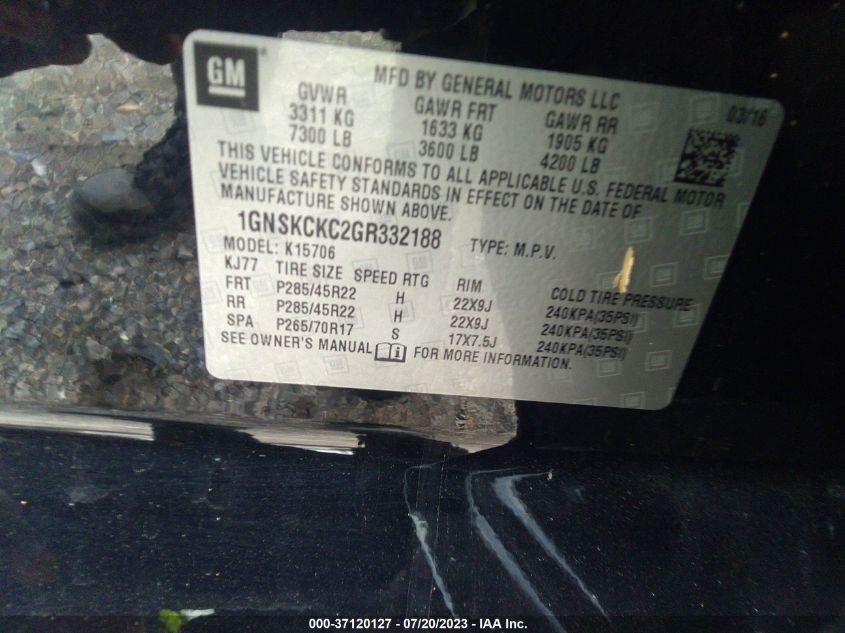 GM
MFD BY GENERAL MOTORS LLC
03/16
GVWR GAWR FRT GAWR RR
3311 KG 1633 KG 1905 KG
7300 LB 3600 LB 4200 LB
THIS VEHICLE CONFORMS TO ALL APPLICABLE U.S. FEDERAL MOTOR
VEHICLE SAFETY STANDARDS IN EFFECT ON THE DATE OF
MANUFACTURE SHOWN ABOVE.
1GNSKCKC2GR332188 TYPE: M.P.V.
MODEL: K15706
KJ77 TIRE SIZE SPEED RTG RIM COLD TIRE PRESSURE
FRT P285/45R22 H 22X9J 240KPA(35PSI)
RR P285/45R22 H 22X9J 240KPA(35PSI)
SPA P265/70R17 S 17X7.5J 240KPA(35PSI)
SEE OWNER'S MANUAL FOR MORE INFORMATION.
000-37120127 - 07/20/2023 - IAA Inc.